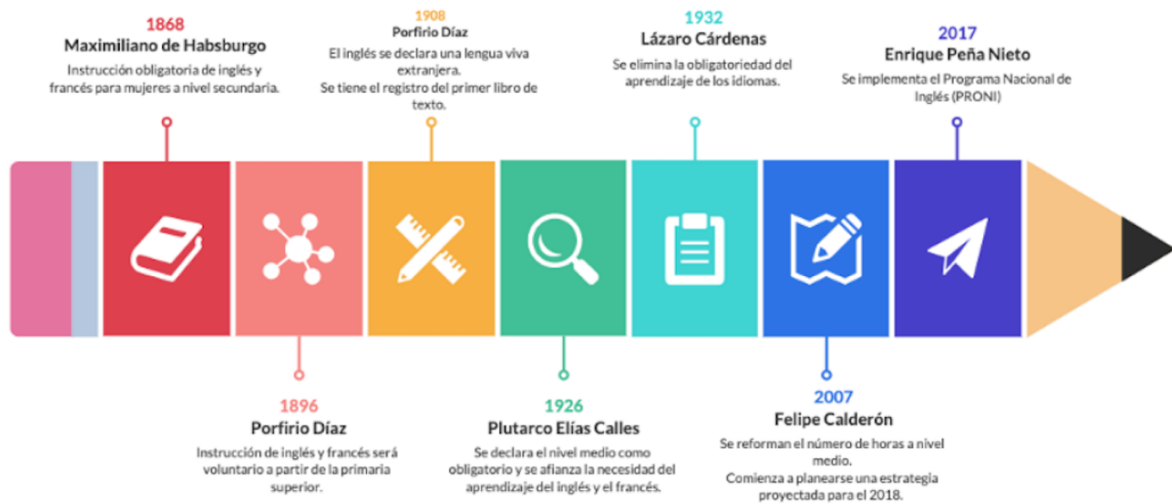 1868
Maximiliano de Habsburgo
Instrucción obligatoria de inglés y
francés para mujeres a nivel secundaria.
1896
Porfirio Díaz
Instrucción de inglés y francés será
voluntario a partir de la primaria
superior.
1908
Porfirio Díaz
El inglés se declara una lengua viva
extranjera.
Se tiene el registro del primer libro de
texto.
1926
Plutarco Elías Calles
Se declara el nivel medio como
obligatorio y se afianza la necesidad del
aprendizaje del inglés y el francés.
1932
Lázaro Cárdenas
Se elimina la obligatoriedad del
aprendizaje de los idiomas.
2007
Felipe Calderón
Se reforman el número de horas a nivel
medio.
Comienza a planearse una estrategia
proyectada para el 2018.
2017
Enrique Peña Nieto
Se implementa el Programa Nacional de
Inglés (PRONI)